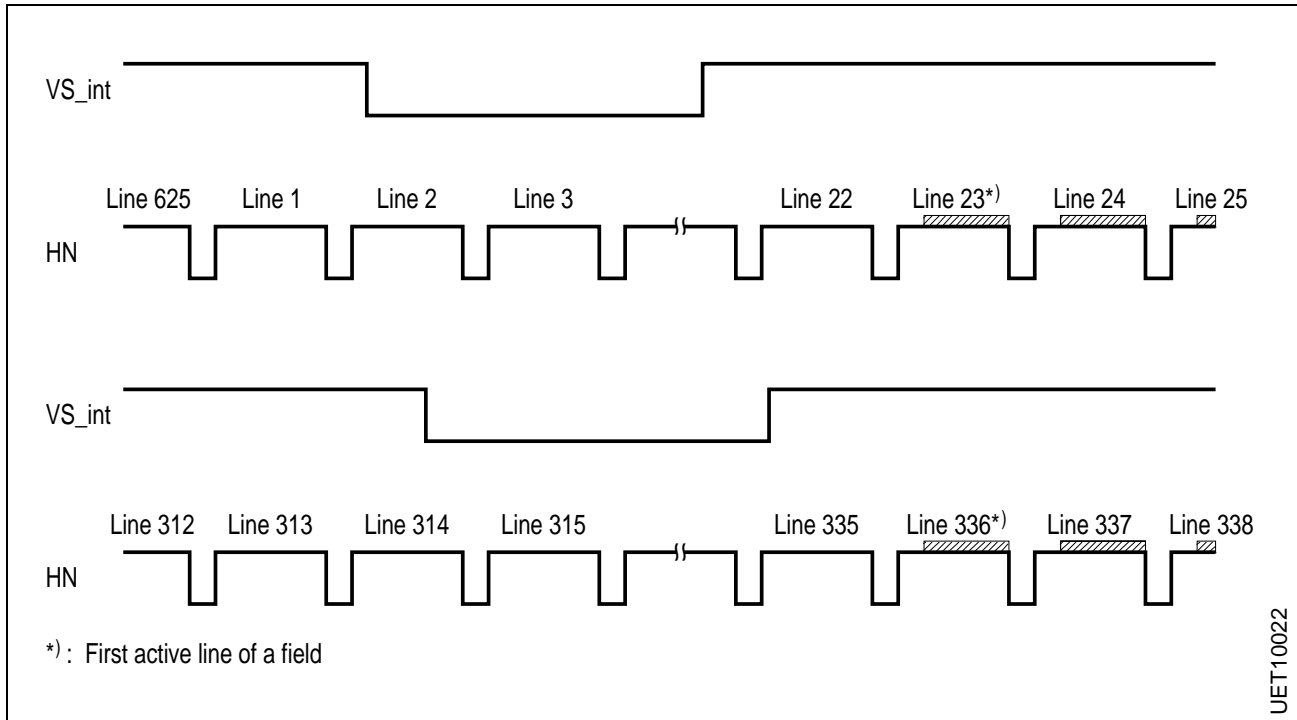 VS_int
Line 625 Line 1 Line 2 Line 3 Line 22 Line 23*) Line 24 Line 25
HN
VS_int
Line 312 Line 313 Line 314 Line 315 Line 335 Line 336*) Line 337 Line 338
HN
*) : First active line of a field
UET10022